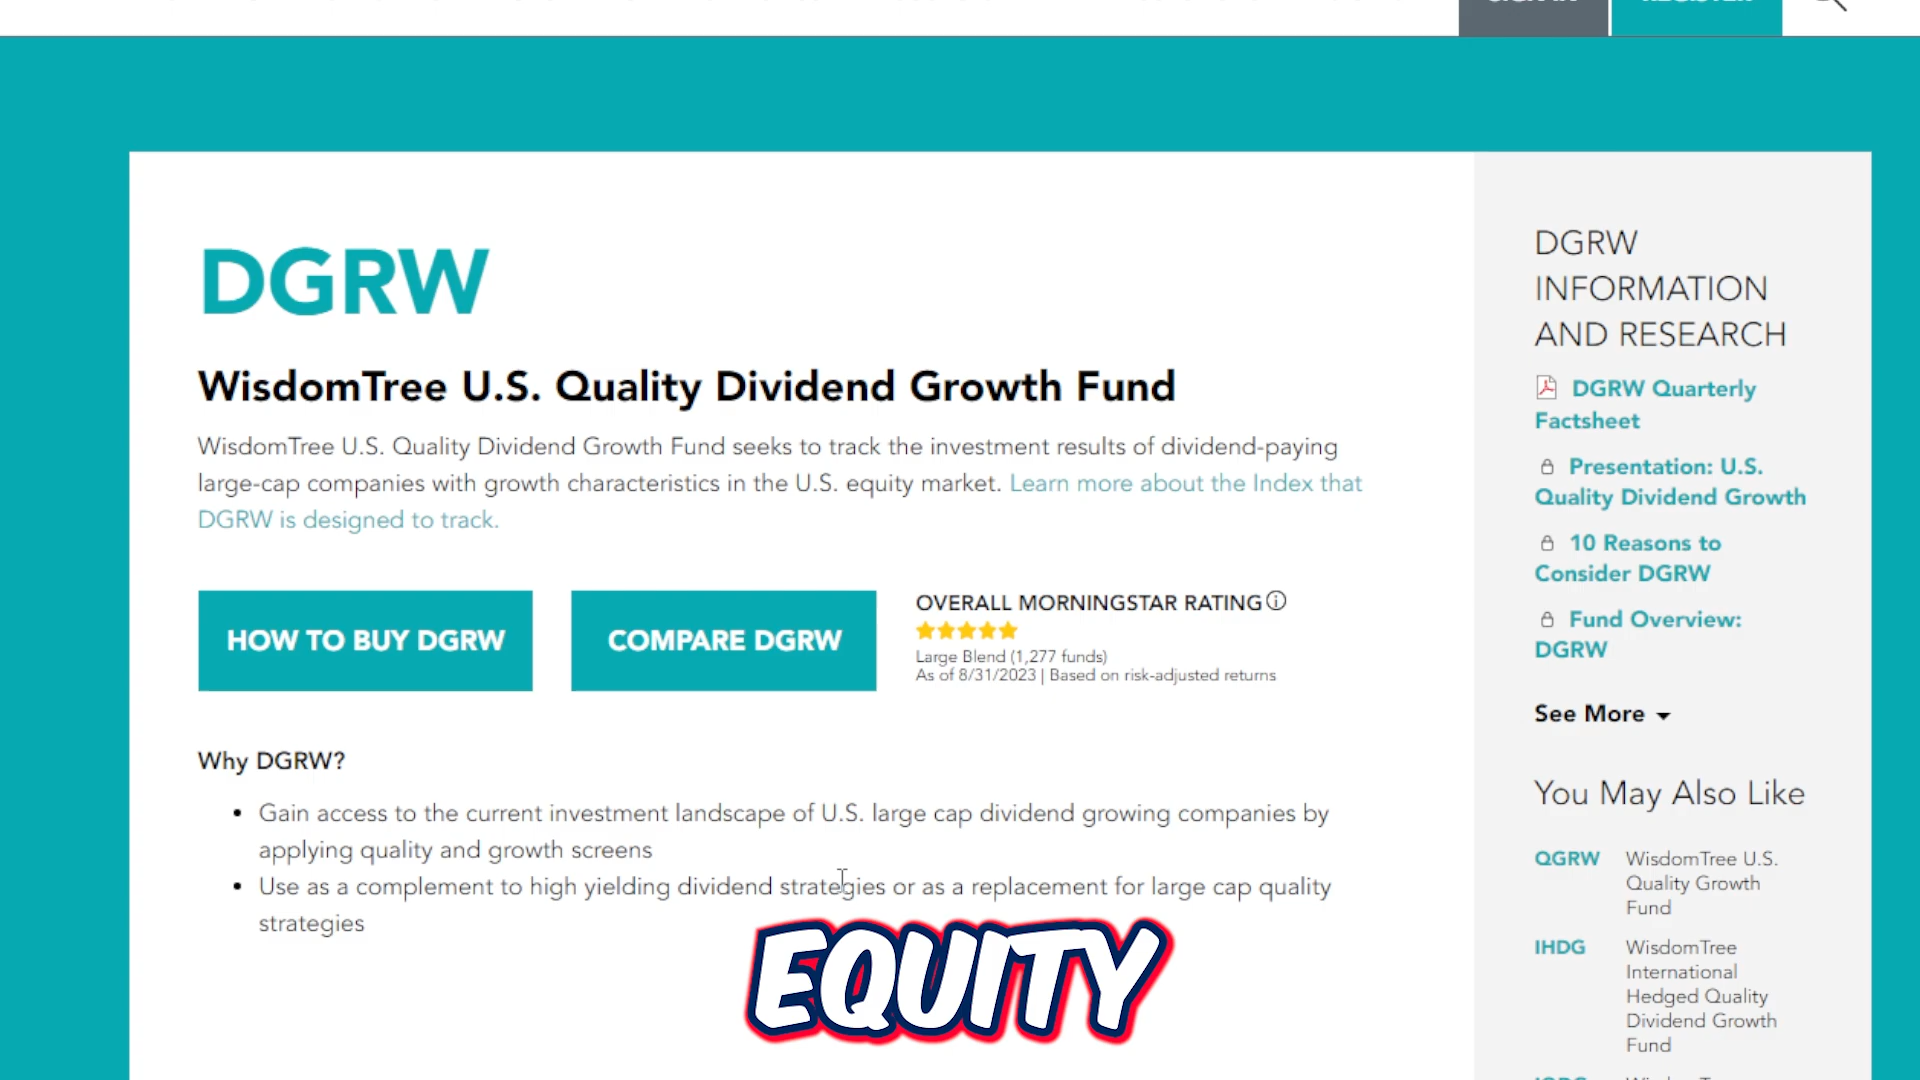 DGRW
WisdomTree U.S. Quality Dividend Growth Fund
WisdomTree U.S. Quality Dividend Growth Fund seeks to track the investment results of dividend-paying
large-cap companies with growth characteristics in the U.S. equity market. Learn more about the Index that
DGRW is designed to track.
HOW TO BUY DGRW
COMPARE DGRW
OVERALL MORNINGSTAR RATING
Large Blend (1,277 funds)
As of 8/31/2023 | Based on risk-adjusted returns
Why DGRW?
• Gain access to the current investment landscape of U.S. large cap dividend growing companies by
applying quality and growth screens
• Use as a complement to high yielding dividend strategies or as a replacement for large cap quality
strategies
EQUITY
DGRW
INFORMATION
AND RESEARCH
DGRW Quarterly
Factsheet
Presentation: U.S.
Quality Dividend Growth
10 Reasons to
Consider DGRW
Fund Overview:
DGRW
See More
You May Also Like
QGRW WisdomTree U.S.
Quality Growth
Fund
IHDG WisdomTree
International
Hedged Quality
Dividend Growth
Fund